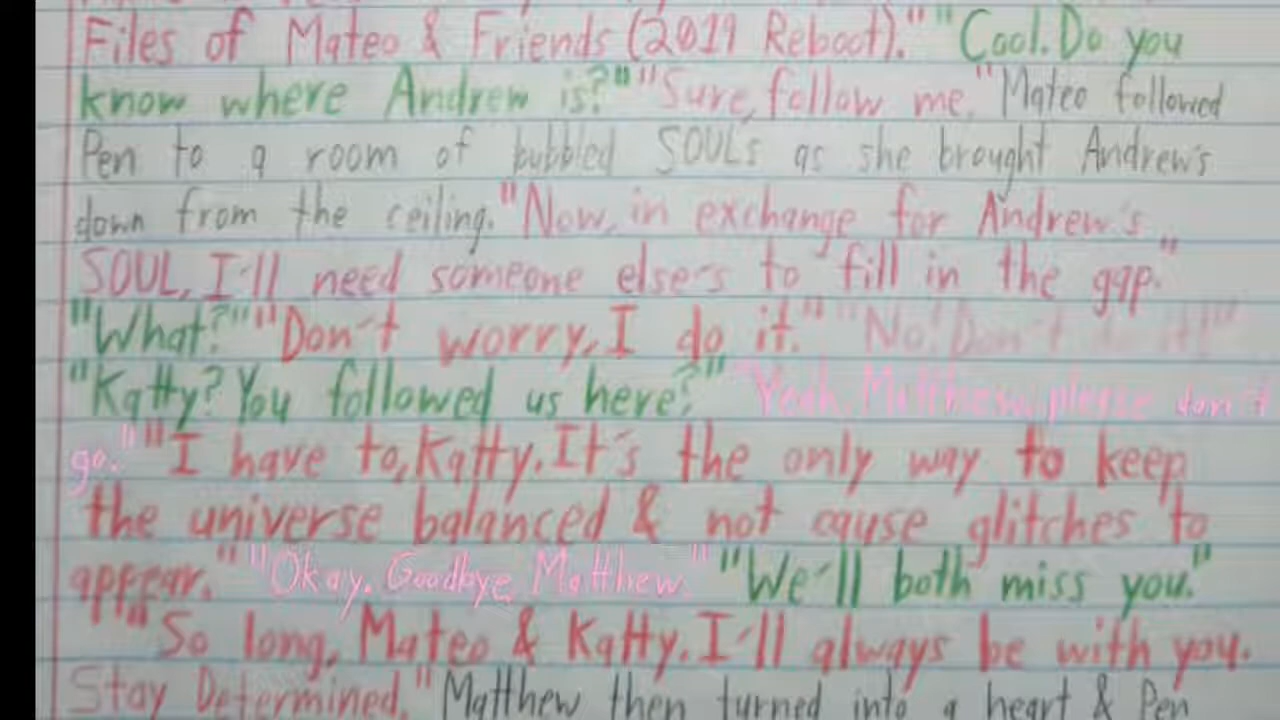 Files of Mateo & Friends (2019 Reboot)." "Cool. Do you
know where Andrew is?" "Sure, follow me." Mateo followed
Pen to a room of bubbled SOULs as she brought Andrew's
down from the ceiling. "Now, in exchange for Andrew's
SOUL, I'll need someone else's to fill in the gap."
"What?" "Don't worry, I do it." "No! Don't do it!"
"Katty? You followed us here?" "Yeah, Matthew, please don't
go." "I have to, Katty. It's the only way to keep
the universe balanced & not cause glitches to
appear." "Okay. Goodbye, Matthew." "We'll both miss you."
"So long, Mateo & Katty. I'll always be with you.
Stay Determined." Matthew then turned into a heart & Pen